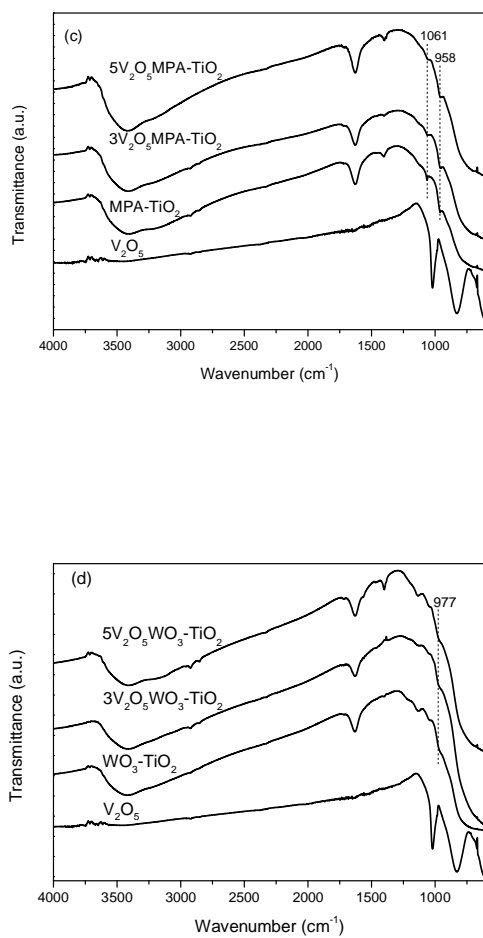 (c)
1061
958
5V₂O₅MPA-TiO₂
3V₂O₅MPA-TiO₂
MPA-TiO₂
V₂O₅
Transmittance (a.u.)
4000 3500 3000 2500 2000 1500 1000
Wavenumber (cm⁻¹)
(d)
977
5V₂O₅WO₃-TiO₂
3V₂O₅WO₃-TiO₂
WO₃-TiO₂
V₂O₅
Transmittance (a.u.)
4000 3500 3000 2500 2000 1500 1000
Wavenumber (cm⁻¹)